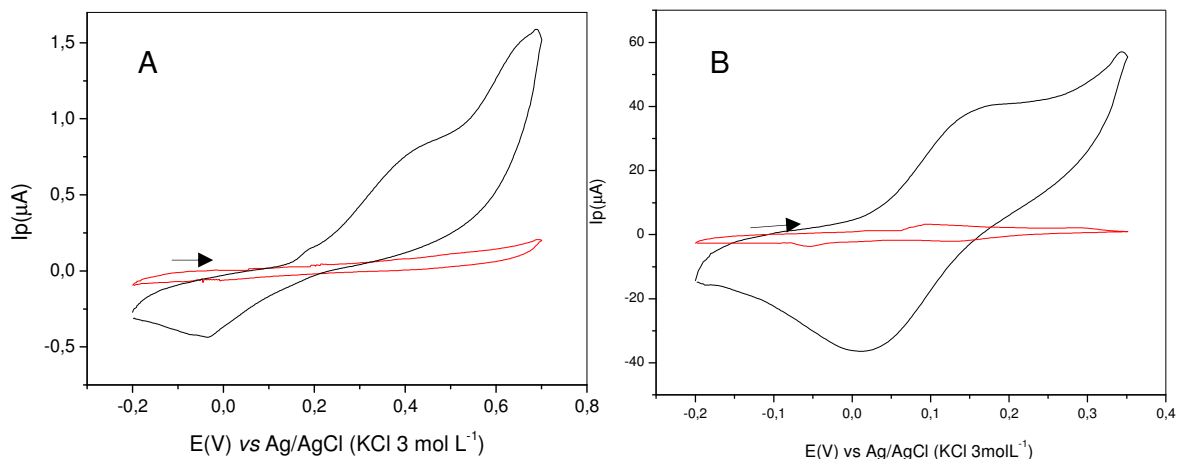 A
Ip(µA)
1,5
1,0
0,5
0,0
-0,5
-0,2 0,0 0,2 0,4 0,6 0,8
E(V) vs Ag/AgCl (KCl 3 mol L⁻¹)
B
Ip(µA)
60
40
20
0
-20
-40
-0,2 -0,1 0,0 0,1 0,2 0,3 0,4
E(V) vs Ag/AgCl (KCl 3molL⁻¹)